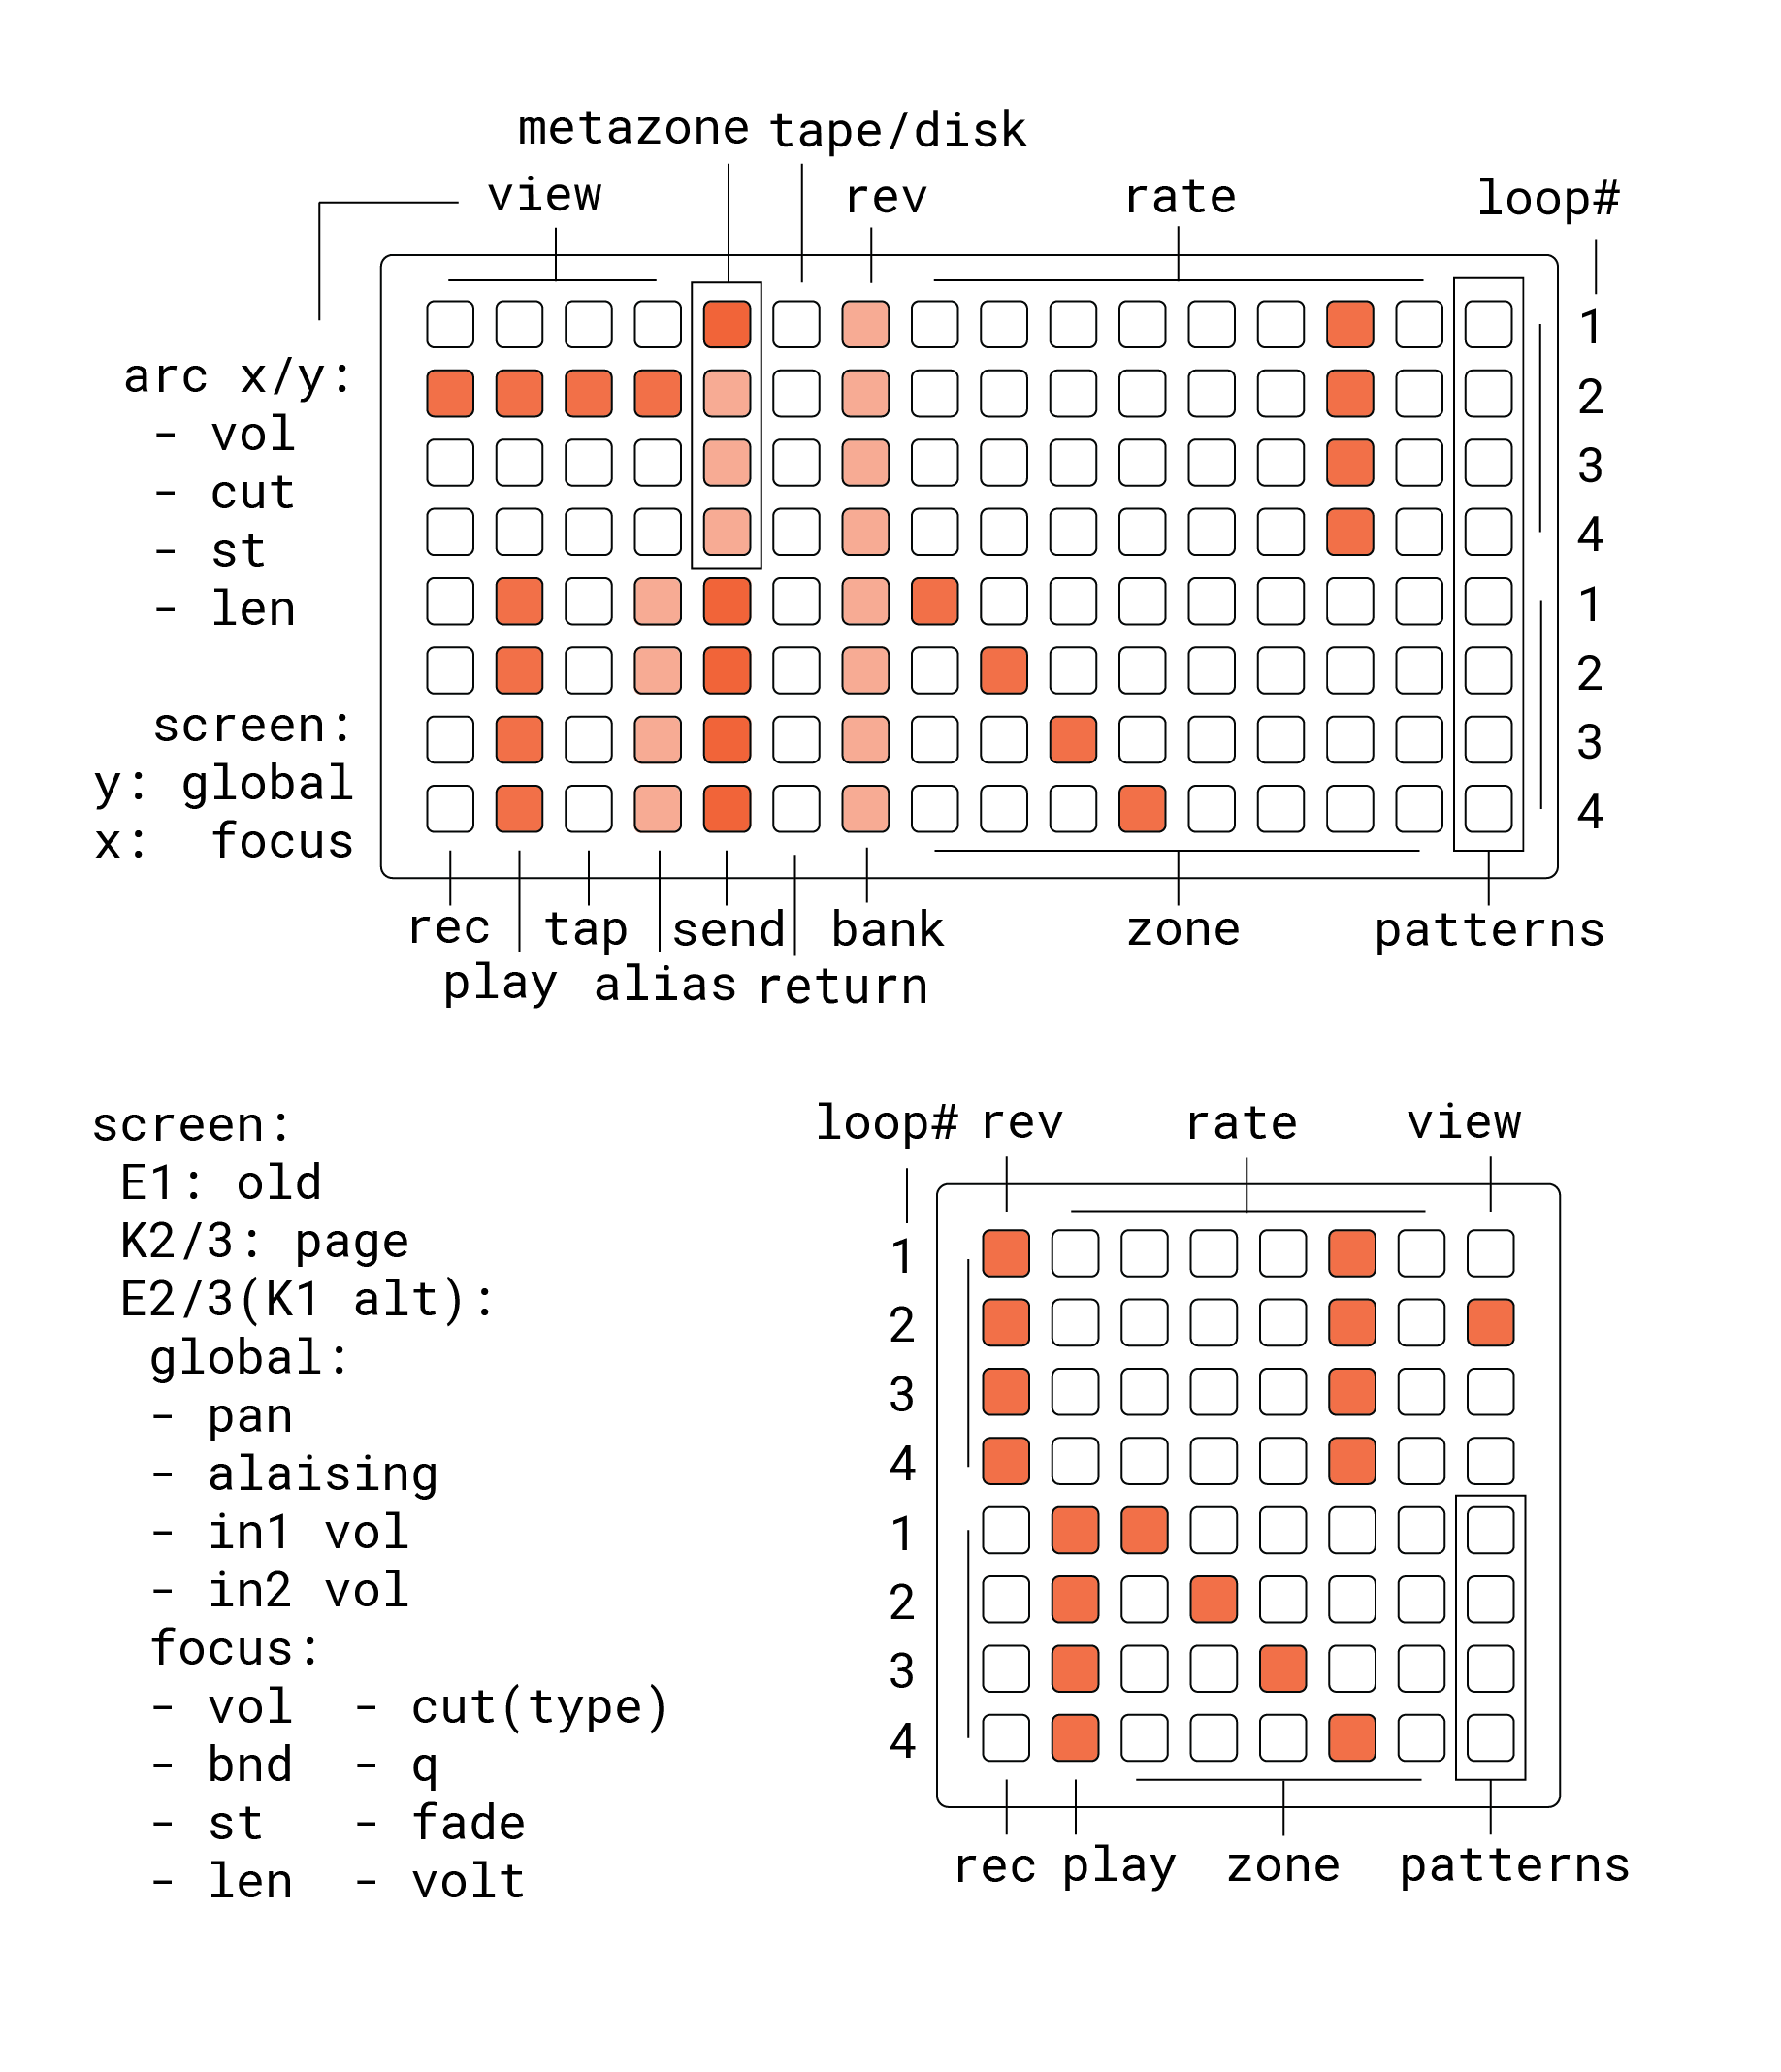 metazone tape/disk
view rev rate loop#
1
arc x/y: 2
- vol
- cut 3
- st 4
- len 1
2
screen: 3
y: global 4
x: focus
rec tap send bank zone patterns
play alias return
screen: loop# rev rate view
E1: old
K2/3: page 1
E2/3(K1 alt): 2
global:
- pan 3
- alaising 4
- in1 vol 1
- in2 vol 2
focus: 3
- vol - cut(type) 4
- bnd - q
- st - fade
- len - volt rec play zone patterns